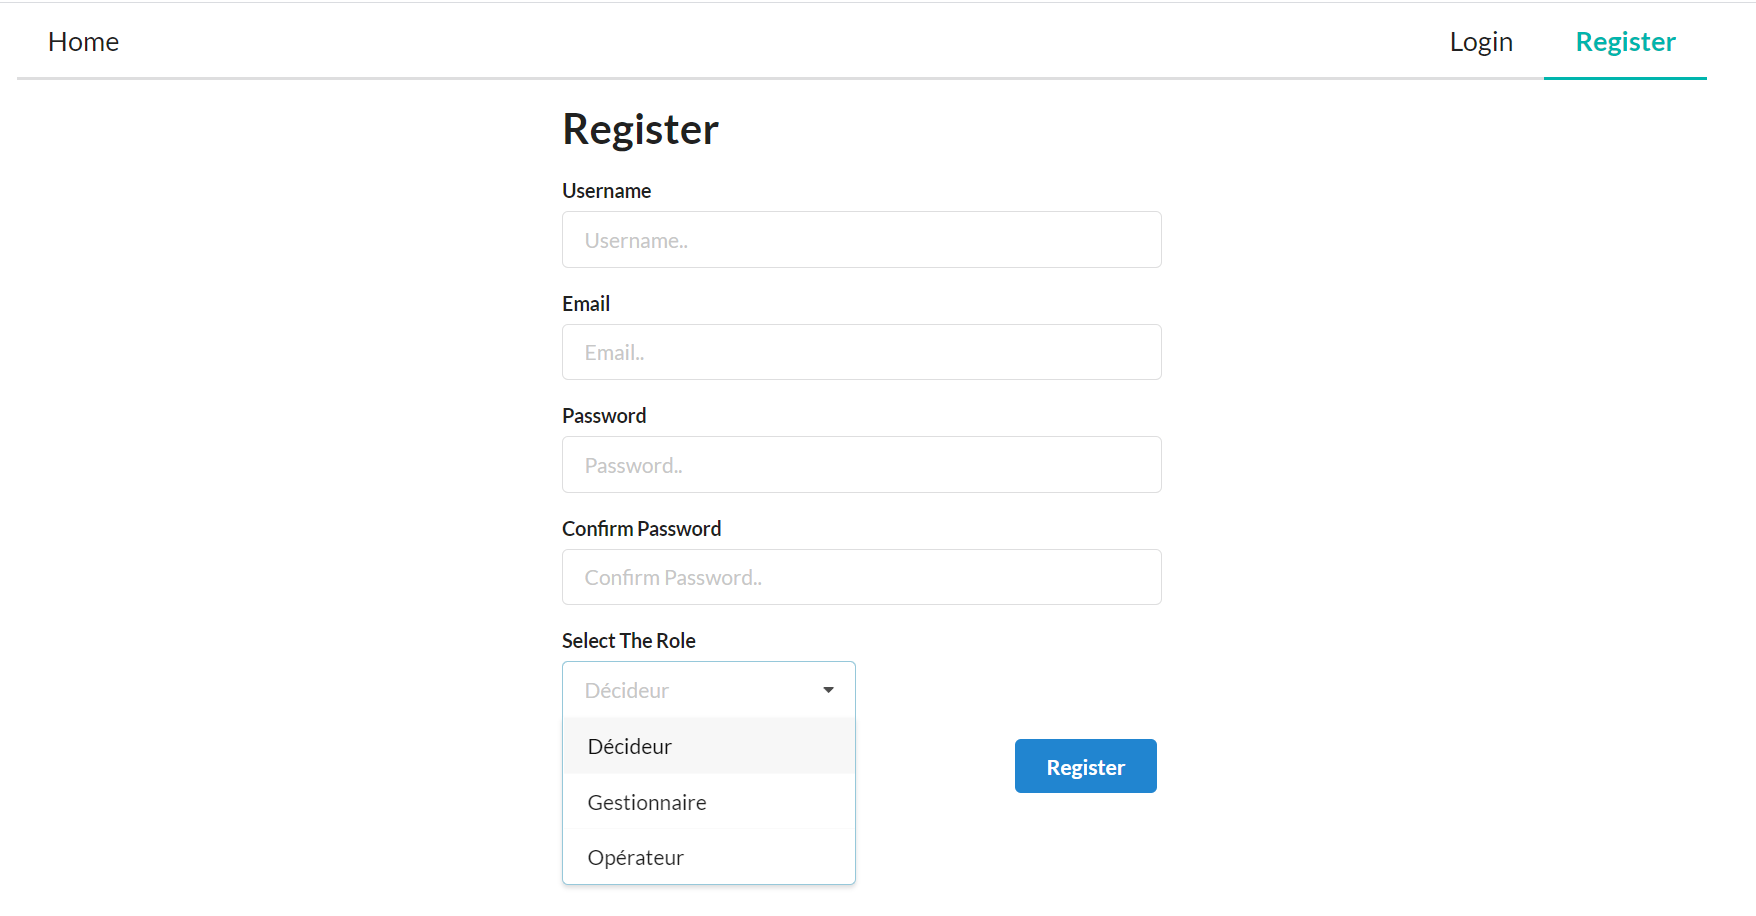 Home Login Register
Register
Username
Username..
Email
Email..
Password
Password..
Confirm Password
Confirm Password..
Select The Role
Décideur
Décideur
Gestionnaire
Opérateur
Register